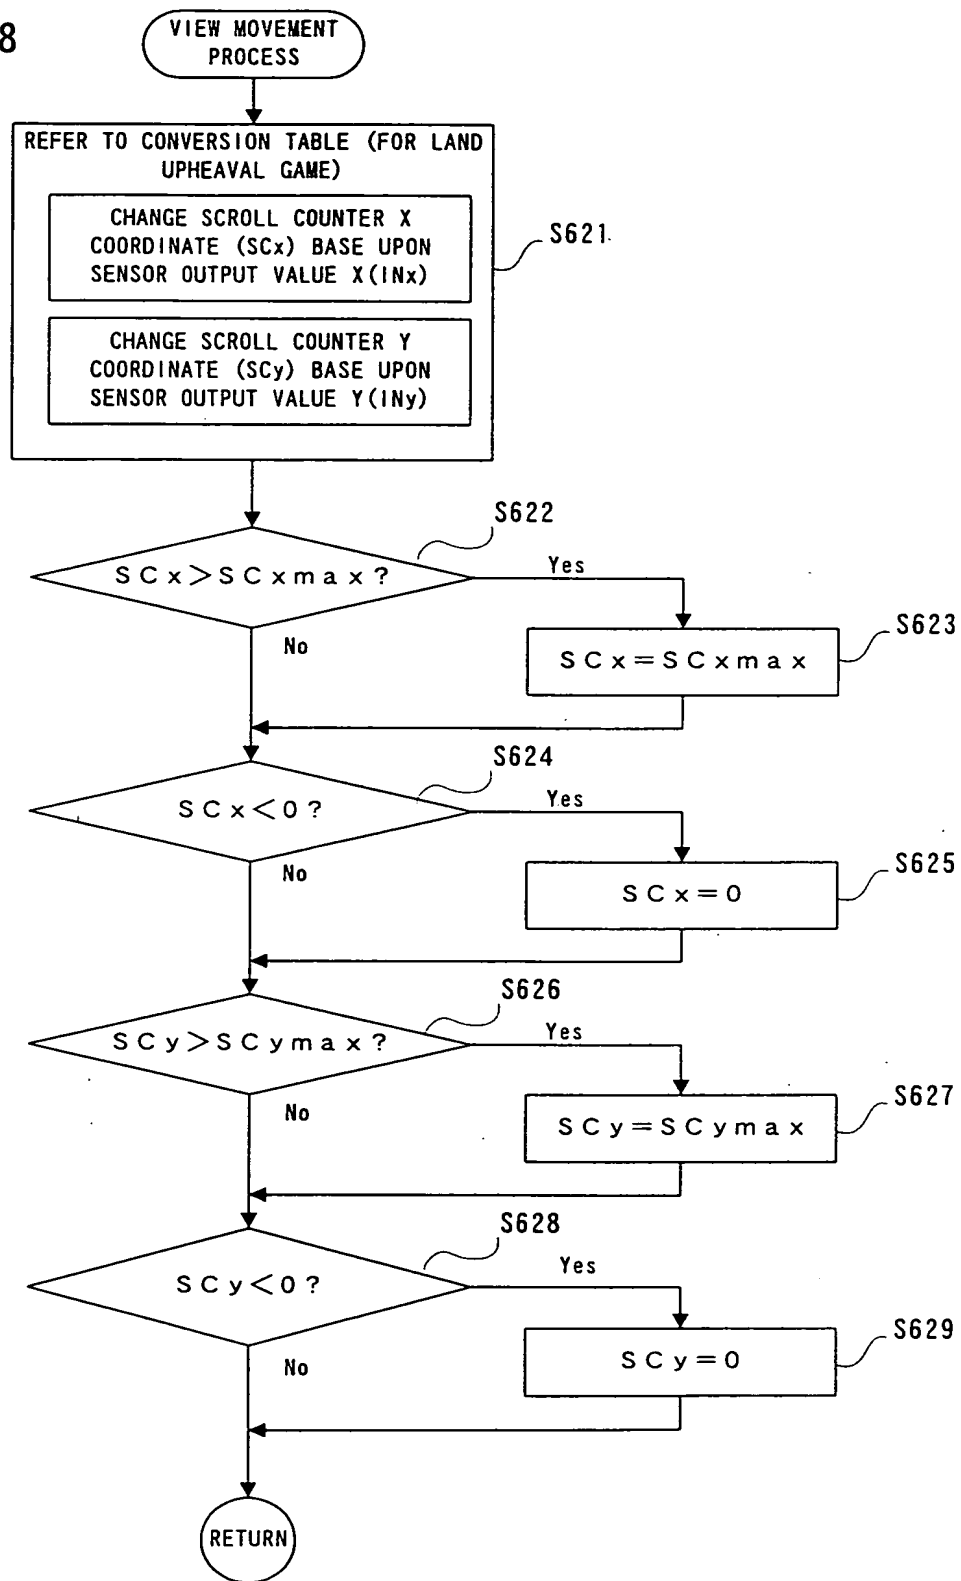 8
VIEW MOVEMENT
PROCESS
REFER TO CONVERSION TABLE (FOR LAND
UPHEAVAL GAME)
CHANGE SCROLL COUNTER X
COORDINATE (SCx) BASE UPON
SENSOR OUTPUT VALUE X(INx)
S621
CHANGE SCROLL COUNTER Y
COORDINATE (SCy) BASE UPON
SENSOR OUTPUT VALUE Y(INy)
S622
SCx>SCxmax?
Yes
No
S623
SCx=SCxmax
S624
SCx<0?
Yes
No
S625
SCx=0
S626
SCy>SCymax?
Yes
No
S627
SCy=SCymax
S628
SCy<0?
Yes
No
S629
SCy=0
RETURN